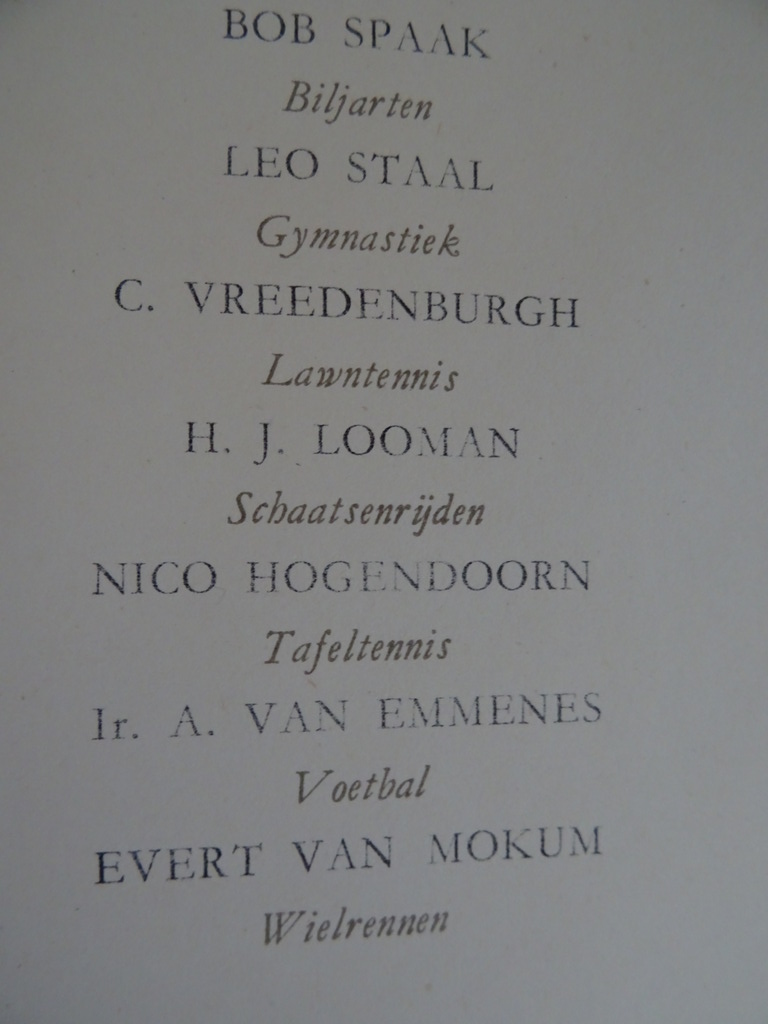 BOB SPAAK
Biljarten
LEO STAAL
Gymnastiek
C. VREEDENBURGH
Lawntennis
H. J. LOOMAN
Schaatsenrijden
NICO HOGENDOORN
Tafeltennis
Ir. A. VAN EMMENES
Voetbal
EVERT VAN MOKUM
Wielrennen